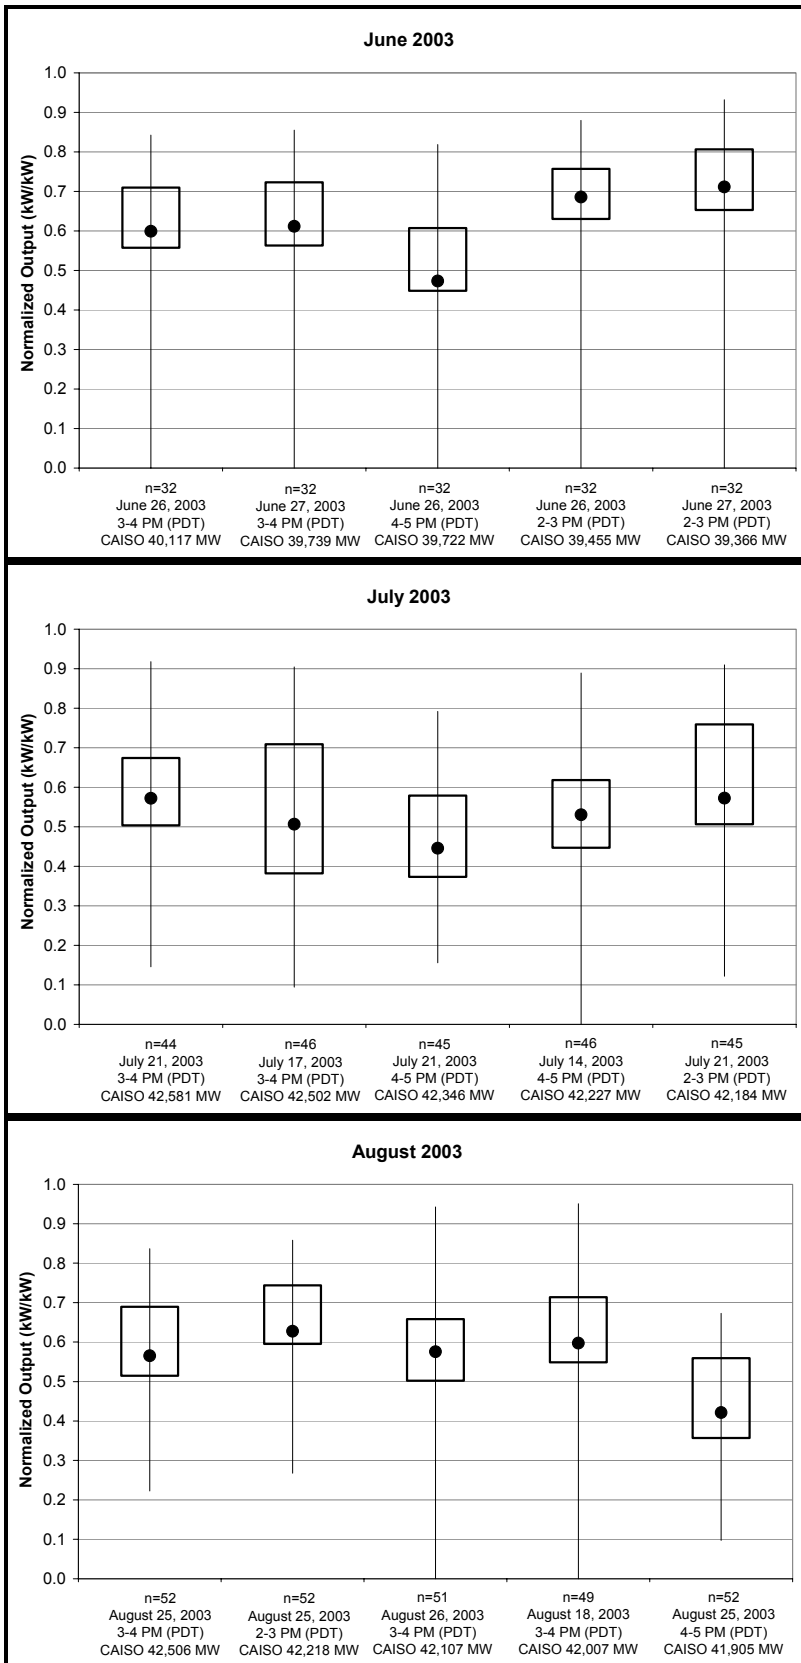 June 2003
Normalized Output (kW/kW)
1.0
0.9
0.8
0.7
0.6
0.5
0.4
0.3
0.2
0.1
0.0
n=32
June 26, 2003
3-4 PM (PDT)
CAISO 40,117 MW
n=32
June 27, 2003
3-4 PM (PDT)
CAISO 39,739 MW
n=32
June 26, 2003
4-5 PM (PDT)
CAISO 39,722 MW
n=32
June 26, 2003
2-3 PM (PDT)
CAISO 39,455 MW
n=32
June 27, 2003
2-3 PM (PDT)
CAISO 39,366 MW
July 2003
Normalized Output (kW/kW)
1.0
0.9
0.8
0.7
0.6
0.5
0.4
0.3
0.2
0.1
0.0
n=44
July 21, 2003
3-4 PM (PDT)
CAISO 42,581 MW
n=46
July 17, 2003
3-4 PM (PDT)
CAISO 42,502 MW
n=45
July 21, 2003
4-5 PM (PDT)
CAISO 42,346 MW
n=46
July 14, 2003
4-5 PM (PDT)
CAISO 42,227 MW
n=45
July 21, 2003
2-3 PM (PDT)
CAISO 42,184 MW
August 2003
Normalized Output (kW/kW)
1.0
0.9
0.8
0.7
0.6
0.5
0.4
0.3
0.2
0.1
0.0
n=52
August 25, 2003
3-4 PM (PDT)
CAISO 42,506 MW
n=52
August 25, 2003
2-3 PM (PDT)
CAISO 42,218 MW
n=51
August 26, 2003
3-4 PM (PDT)
CAISO 42,107 MW
n=49
August 18, 2003
3-4 PM (PDT)
CAISO 42,007 MW
n=52
August 25, 2003
4-5 PM (PDT)
CAISO 41,905 MW